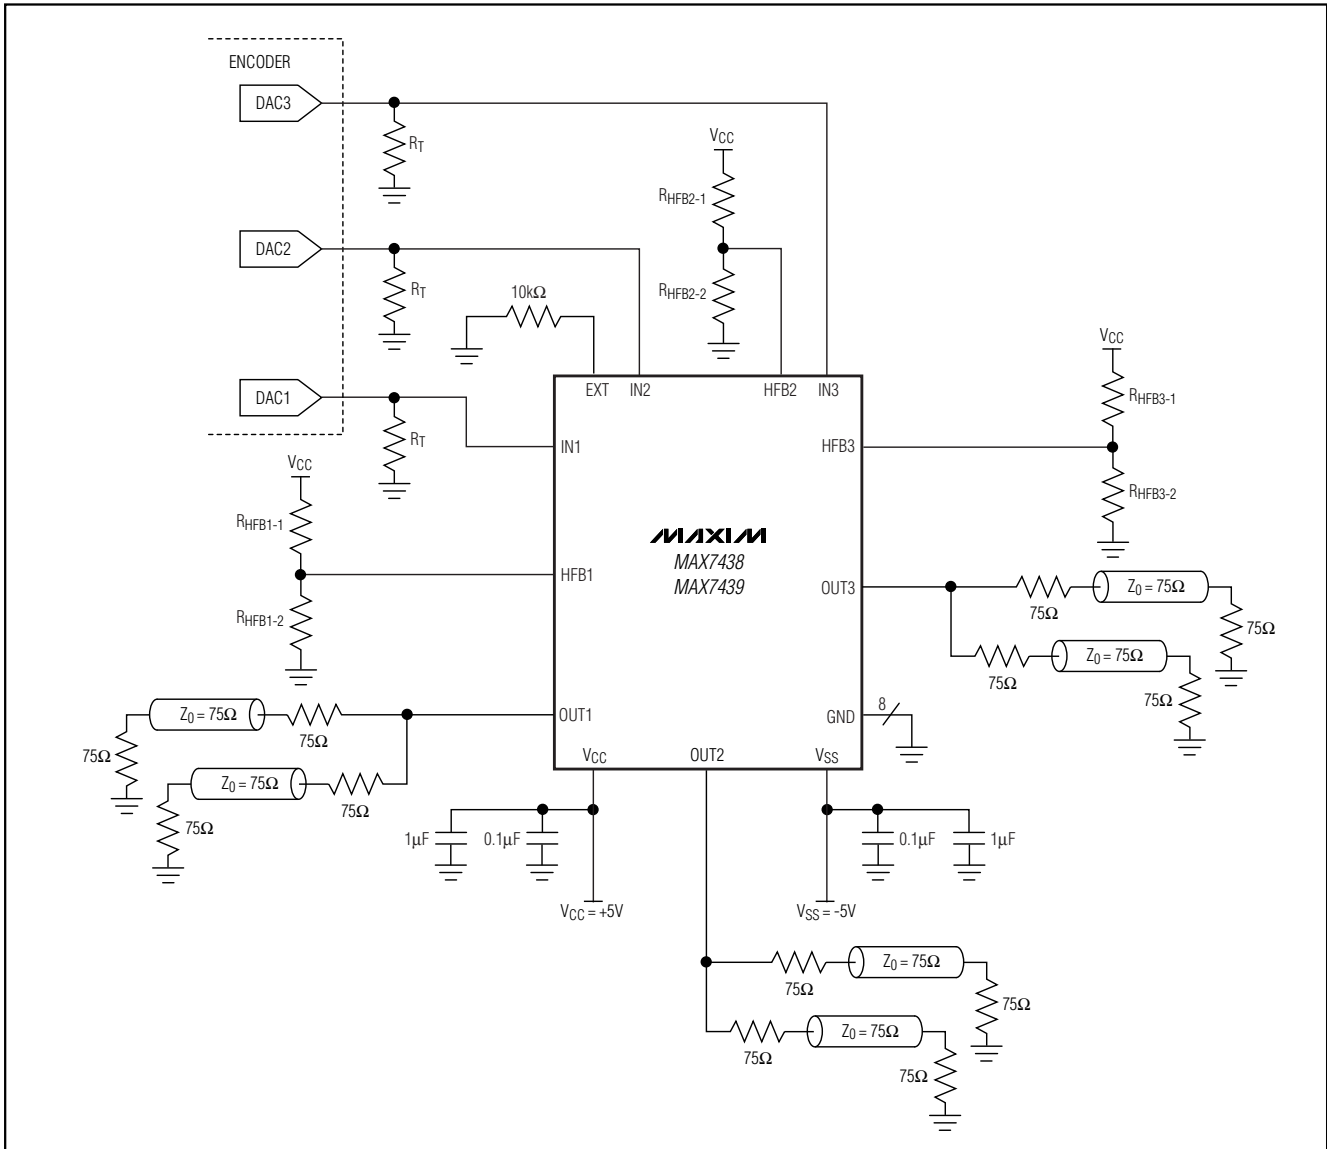 ENCODER
DAC3
RT
VCC
RHFB2-1
DAC2
RT
RHFB2-2
10kΩ
VCC
DAC1
EXT
IN2
HFB2
IN3
RHFB3-1
RT
IN1
HFB3
VCC
RHFB3-2
RHFB1-1
MAXIM
MAX7438
MAX7439
HFB1
OUT3
Z0 = 75Ω
75Ω
75Ω
RHFB1-2
Z0 = 75Ω
75Ω
75Ω
8
Z0 = 75Ω
OUT1
GND
75Ω
75Ω
VCC
OUT2
VSS
Z0 = 75Ω
75Ω
75Ω
1µF
0.1µF
0.1µF
1µF
VCC = +5V
VSS = -5V
Z0 = 75Ω
75Ω
75Ω
Z0 = 75Ω
75Ω
75Ω